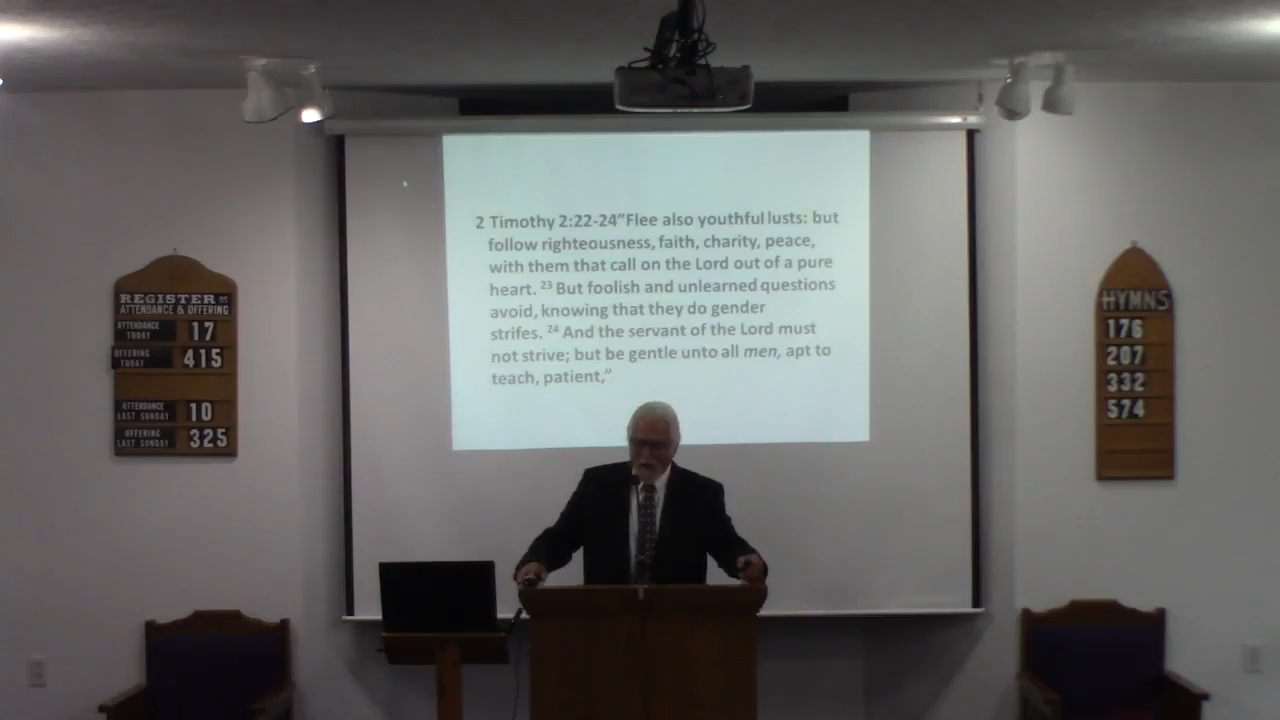 2 Timothy 2:22-24"Flee also youthful lusts: but
follow righteousness, faith, charity, peace,
with them that call on the Lord out of a pure
heart. 23 But foolish and unlearned questions
avoid, knowing that they do gender
strifes. 24 And the servant of the Lord must
not strive; but be gentle unto all men, apt to
teach, patient,"
REGISTER OF
ATTENDANCE & OFFERING
ATTENDANCE TODAY 17
OFFERING TODAY 415
ATTENDANCE LAST SUNDAY 10
OFFERING LAST SUNDAY 325
HYMNS
176
207
332
574